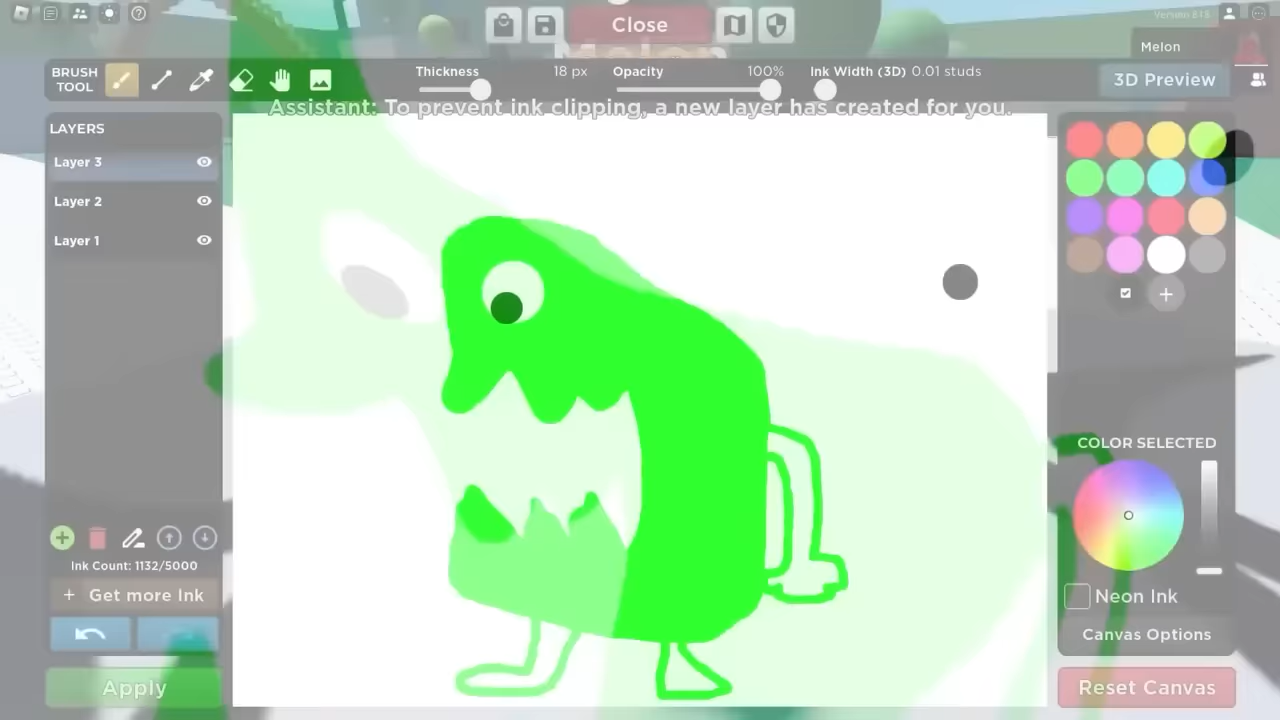 Version 815
Close
Melon
Melon
BRUSH TOOL
Thickness 18 px
Opacity 100%
Ink Width (3D) 0.01 studs
3D Preview
Assistant: To prevent ink clipping, a new layer has created for you.
LAYERS
Layer 3
Layer 2
Layer 1
Ink Count: 1132/5000
+ Get more Ink
Apply
COLOR SELECTED
Neon Ink
Canvas Options
Reset Canvas